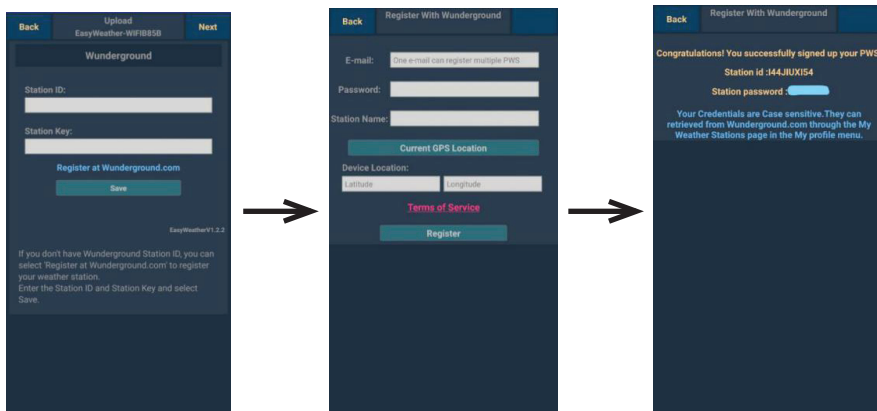 Back
Upload
EasyWeather-WIFIB85B
Next
Wunderground
Station ID:
Station Key:
Register at Wunderground.com
Save
EasyWeatherV1.2.2
If you don't have Wunderground Station ID, you can
select 'Register at Wunderground.com' to register
your weather station.
Enter the Station ID and Station Key and select
Save.
Back
Register With Wunderground
E-mail:
One e-mail can register multiple PWS
Password:
Station Name:
Current GPS Location
Device Location:
Latitude
Longitude
Terms of Service
Register
Back
Register With Wunderground
Congratulations! You successfully signed up your PWS
Station id :I44JIUXI54
Station password :
Your Credentials are Case sensitive.They can
retrieved from Wunderground.com through the My
Weather Stations page in the My profile menu.